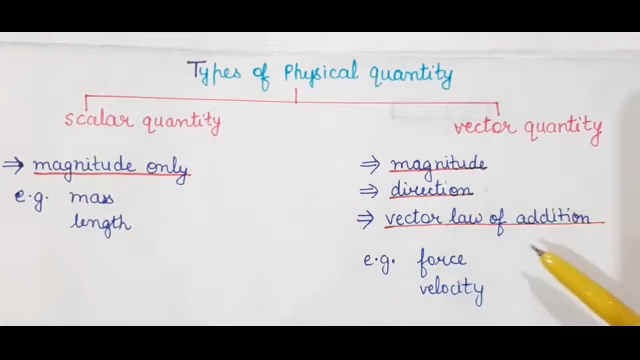 Types of Physical quantity
scalar quantity
vector quantity
⇒ magnitude only
e.g. mass
length
⇒ magnitude
⇒ direction
⇒ vector law of addition
e.g. force
velocity